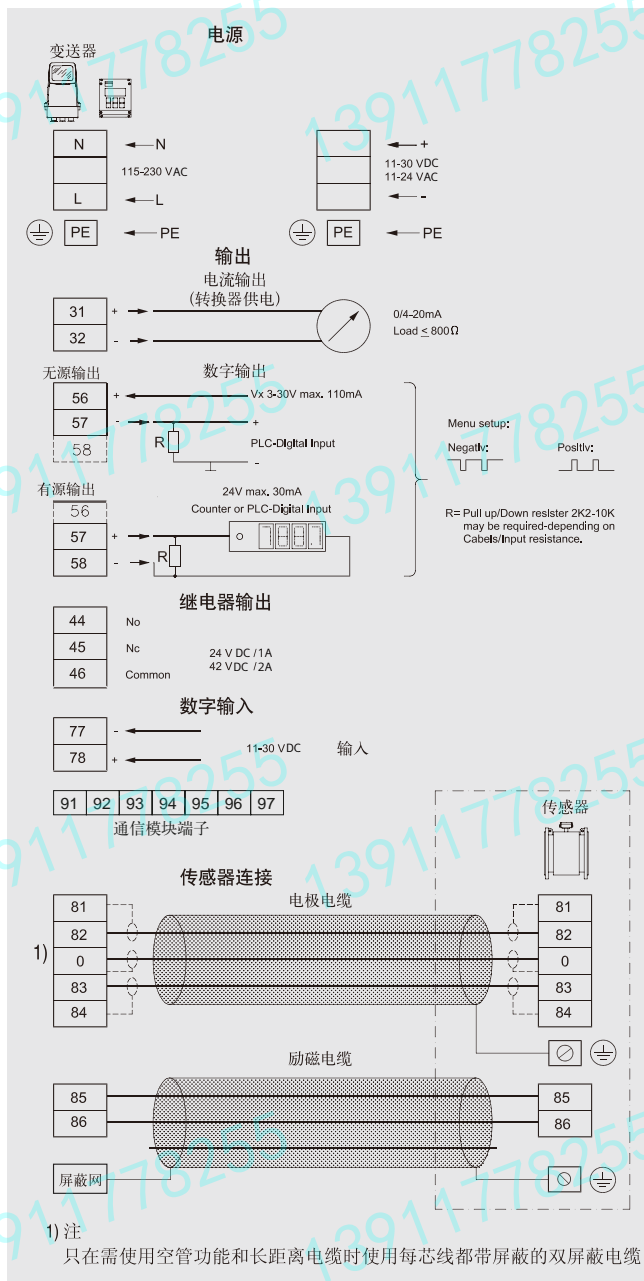 电源
变送器
N ← N
115-230 VAC
L ← L
PE ← PE
+
11-30 VDC
11-24 VAC
-
PE ← PE
输出
电流输出
(转换器供电)
31 +
32 -
0/4-20mA
Load ≤ 800Ω
无源输出
数字输出
56 + Vx 3-30V max. 110mA
57 - +
58
R
PLC-Digital Input
-
Menu setup:
Negativ: Positiv:
R= Pull up/Down resister 2K2-10K
may be required-depending on
Cabels/Input resistance.
有源输出
24V max. 30mA
Counter or PLC-Digital Input
56
57 +
58 -
R
继电器输出
44 No
45 Nc
46 Common
24 V DC /1A
42 VDC /2A
数字输入
77 -
78 +
11-30 VDC 输入
91 92 93 94 95 96 97
通信模块端子
传感器
传感器连接
电极电缆
1)
81 81
82 82
0 0
83 83
84 84
励磁电缆
85 85
86 86
屏蔽网
1) 注
只在需使用空管功能和长距离电缆时使用每芯线都带屏蔽的双屏蔽电缆
13911778255